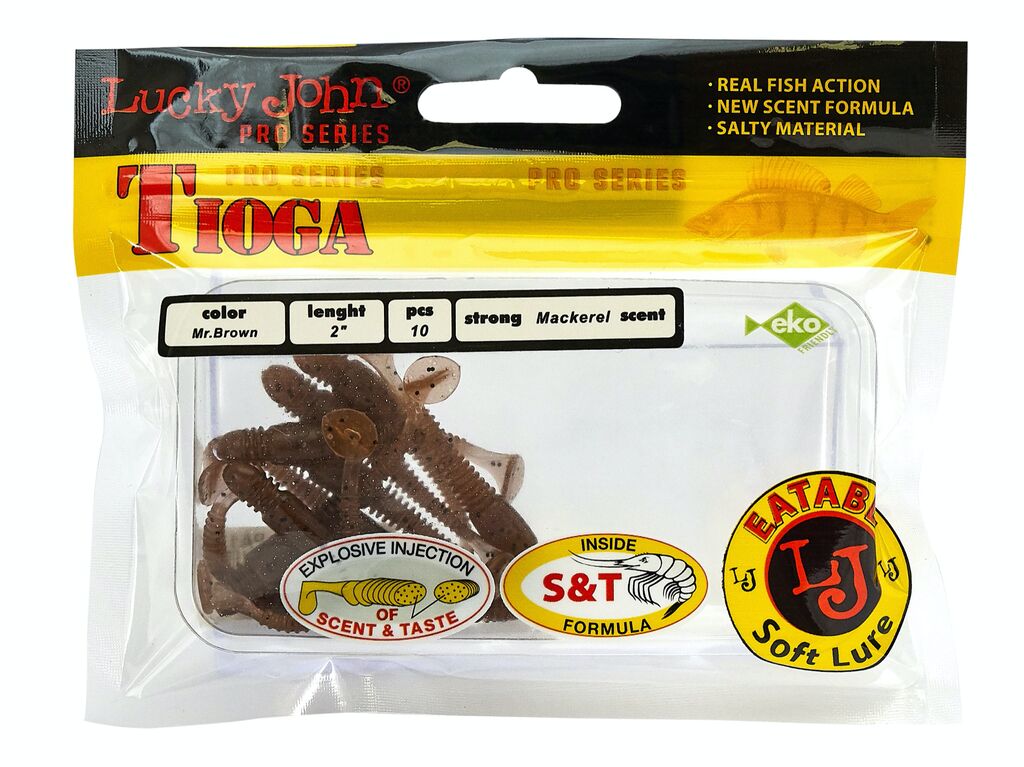 Lucky John®
PRO SERIES
· REAL FISH ACTION
· NEW SCENT FORMULA
· SALTY MATERIAL
TIOGA
PRO SERIES
PRO SERIES
color
Mr.Brown
lenght
2"
pcs
10
strong Mackerel scent
eko
FRIENDLY
EXPLOSIVE INJECTION
OF
SCENT & TASTE
INSIDE
S&T
FORMULA
EATABL
LJ
LJ
LJ
Soft Lure